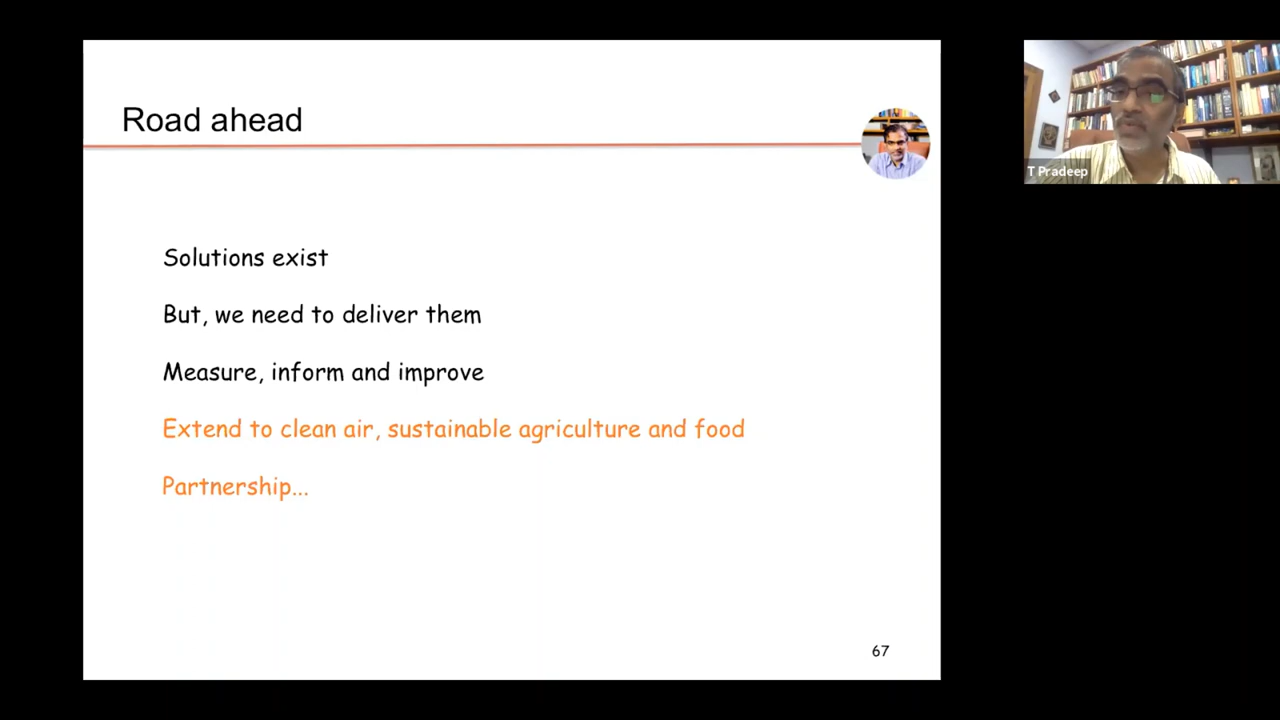 Road ahead
Solutions exist
But, we need to deliver them
Measure, inform and improve
Extend to clean air, sustainable agriculture and food
Partnership...
67
T Pradeep